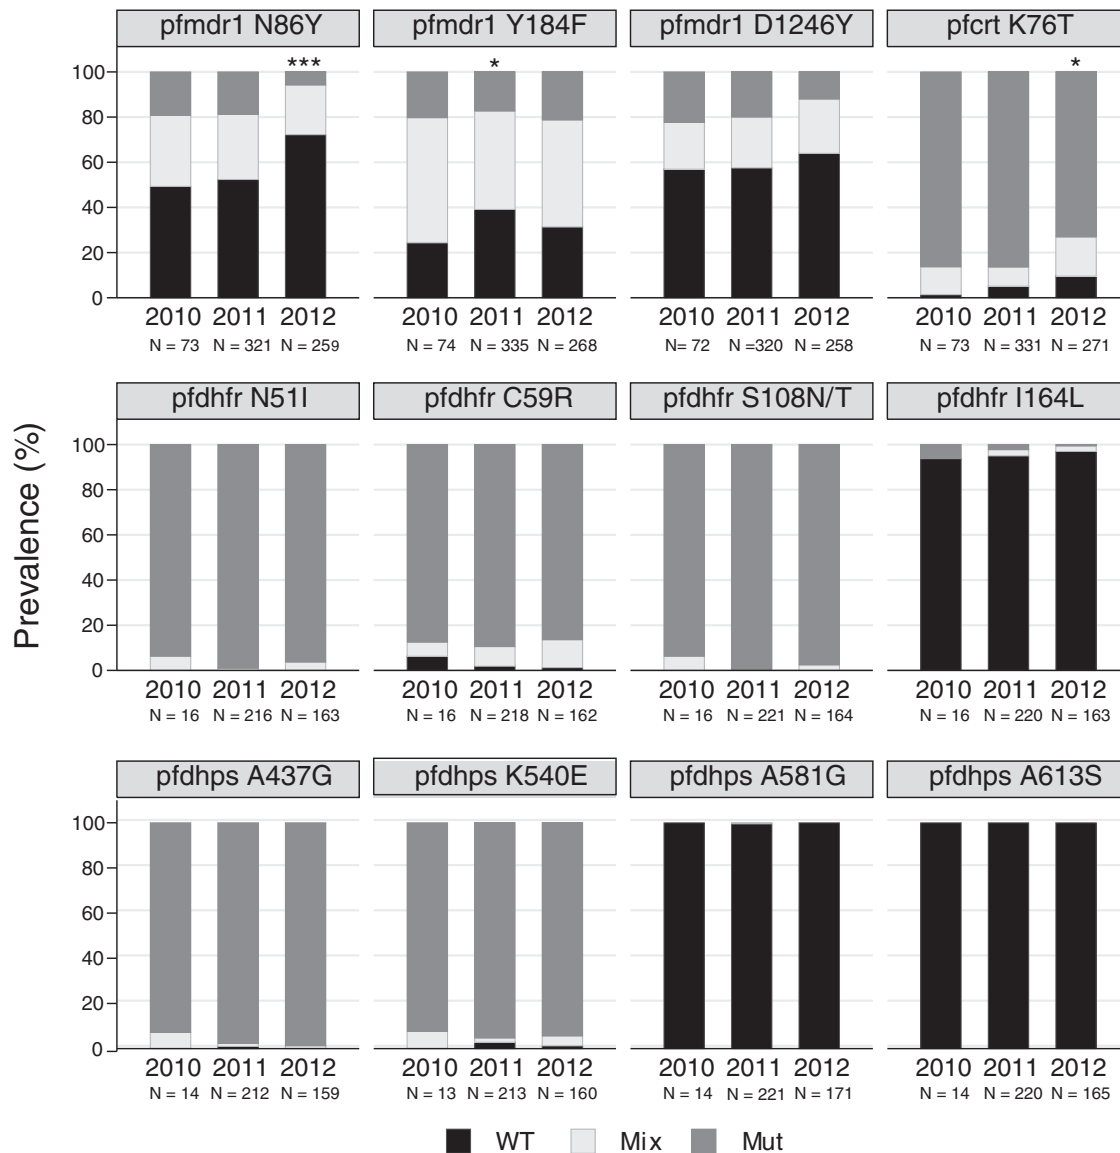 pfmdr1 N86Y pfmdr1 Y184F pfmdr1 D1246Y pfcrt K76T
*** * *
100
80
60
40
20
0
2010 2011 2012 2010 2011 2012 2010 2011 2012 2010 2011 2012
N = 73 N = 321 N = 259 N = 74 N = 335 N = 268 N= 72 N =320 N = 258 N = 73 N = 331 N = 271
Prevalence (%)
pfdhfr N51I pfdhfr C59R pfdhfr S108N/T pfdhfr I164L
100
80
60
40
20
0
2010 2011 2012 2010 2011 2012 2010 2011 2012 2010 2011 2012
N = 16 N = 216 N = 163 N = 16 N = 218 N = 162 N = 16 N = 221 N = 164 N = 16 N = 220 N = 163
pfdhps A437G pfdhps K540E pfdhps A581G pfdhps A613S
100
80
60
40
20
0
2010 2011 2012 2010 2011 2012 2010 2011 2012 2010 2011 2012
N = 14 N = 212 N = 159 N = 13 N = 213 N = 160 N = 14 N = 221 N = 171 N = 14 N = 220 N = 165
WT Mix Mut